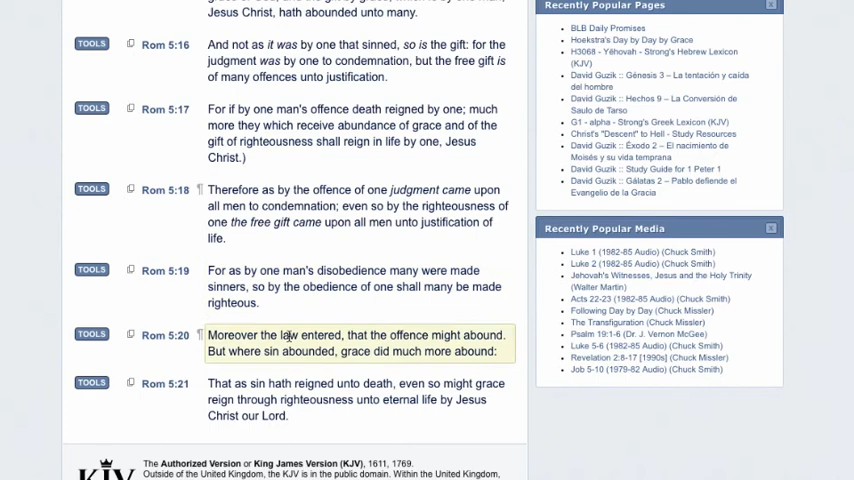 Jesus Christ, hath abounded unto many.
TOOLS Rom 5:16 And not as it was by one that sinned, so is the gift: for the
judgment was by one to condemnation, but the free gift is
of many offences unto justification.
TOOLS Rom 5:17 For if by one man's offence death reigned by one; much
more they which receive abundance of grace and of the
gift of righteousness shall reign in life by one, Jesus
Christ.)
TOOLS Rom 5:18 ¶ Therefore as by the offence of one judgment came upon
all men to condemnation; even so by the righteousness of
one the free gift came upon all men unto justification of
life.
TOOLS Rom 5:19 For as by one man's disobedience many were made
sinners, so by the obedience of one shall many be made
righteous.
TOOLS Rom 5:20 ¶ Moreover the law entered, that the offence might abound.
But where sin abounded, grace did much more abound:
TOOLS Rom 5:21 That as sin hath reigned unto death, even so might grace
reign through righteousness unto eternal life by Jesus
Christ our Lord.
KJV
The Authorized Version or King James Version (KJV), 1611, 1769.
Outside of the United Kingdom, the KJV is in the public domain. Within the United Kingdom,
Recently Popular Pages x
BLB Daily Promises
Hoekstra's Day by Day by Grace
H3068 - Yĕhovah - Strong's Hebrew Lexicon
(KJV)
David Guzik :: Génesis 3 – La tentación y caída
del hombre
David Guzik :: Hechos 9 – La Conversión de
Saulo de Tarso
G1 - alpha - Strong's Greek Lexicon (KJV)
Christ's "Descent" to Hell - Study Resources
David Guzik :: Éxodo 2 – El nacimiento de
Moisés y su vida temprana
David Guzik :: Study Guide for 1 Peter 1
David Guzik :: Gálatas 2 – Pablo defiende el
Evangelio de la Gracia
Recently Popular Media x
Luke 1 (1982-85 Audio) (Chuck Smith)
Luke 2 (1982-85 Audio) (Chuck Smith)
Jehovah's Witnesses, Jesus and the Holy Trinity
(Walter Martin)
Acts 22-23 (1982-85 Audio) (Chuck Smith)
Following Day by Day (Chuck Missler)
The Transfiguration (Chuck Missler)
Psalm 19:1-6 (Dr. J. Vernon McGee)
Luke 5-6 (1982-85 Audio) (Chuck Smith)
Revelation 2:8-17 [1990s] (Chuck Missler)
Job 5-10 (1979-82 Audio) (Chuck Smith)